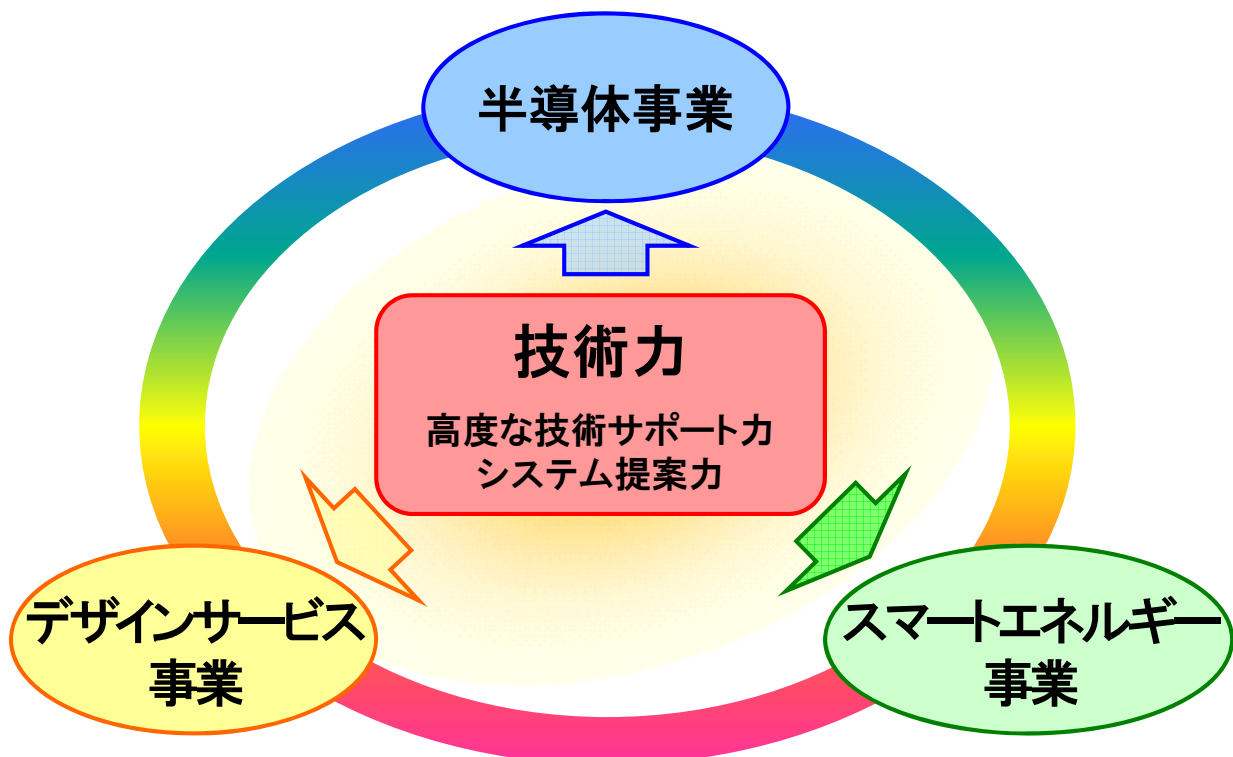 半導体事業
技術力
高度な技術サポート力
システム提案力
デザインサービス
事業
スマートエネルギー
事業